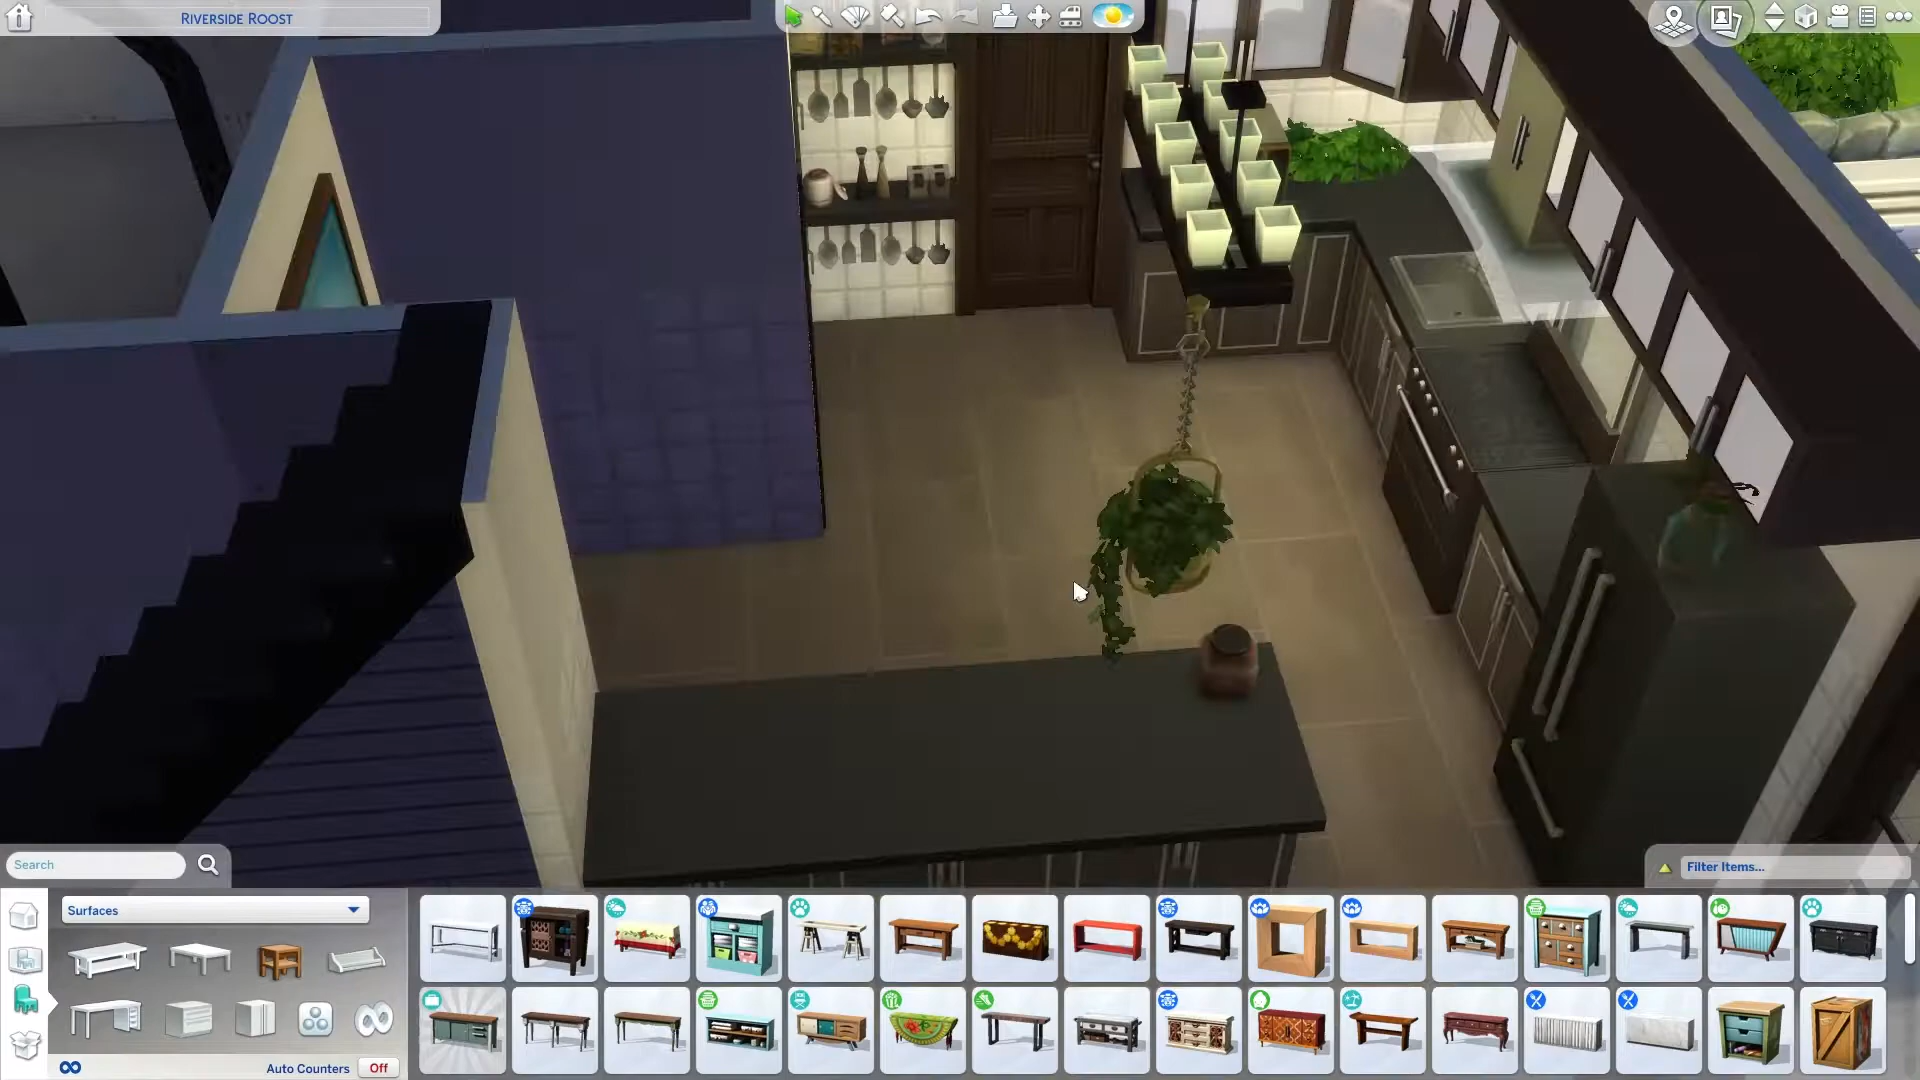 RIVERSIDE ROOST
Search
Filter Items...
Surfaces
Auto Counters
Off